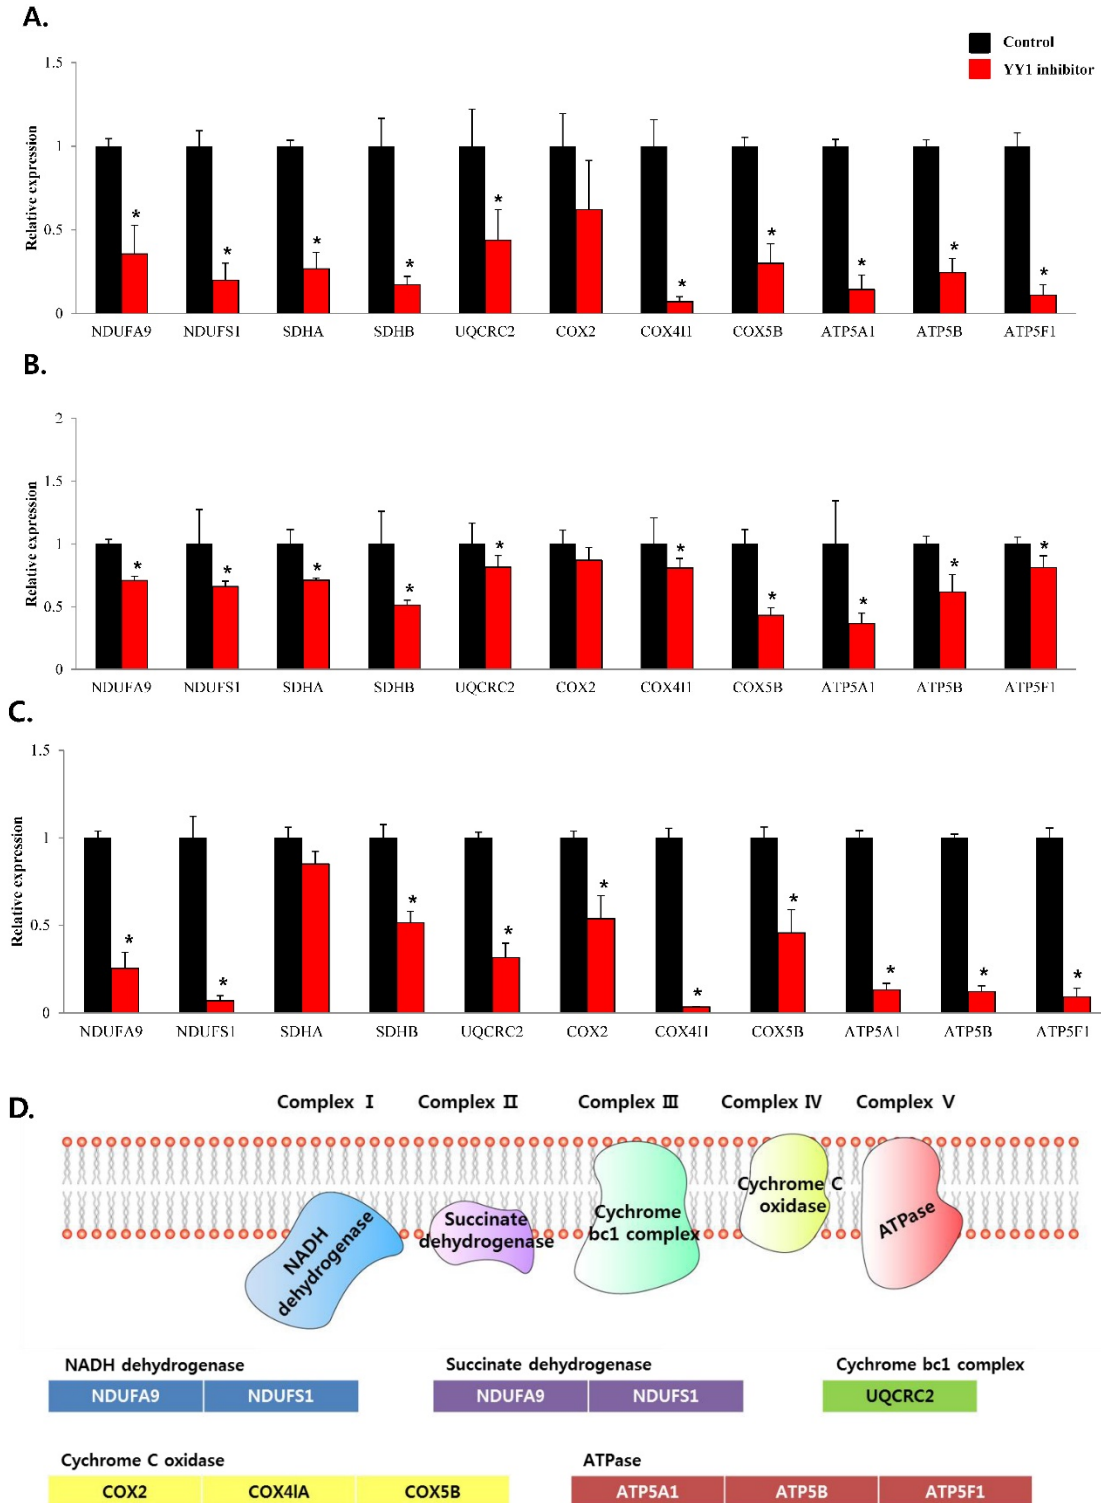 A.
Control
YY1 inhibitor
1.5
1
0.5
0
Relative expression
*
*
*
*
*
*
*
*
*
*
NDUFA9 NDUFS1 SDHA SDHB UQCRC2 COX2 COX4I1 COX5B ATP5A1 ATP5B ATP5F1
B.
2
1.5
1
0.5
0
Relative expression
*
*
*
*
*
*
*
*
*
*
NDUFA9 NDUFS1 SDHA SDHB UQCRC2 COX2 COX4I1 COX5B ATP5A1 ATP5B ATP5F1
C.
1.5
1
0.5
0
Relative expression
*
*
*
*
*
*
*
*
*
*
NDUFA9 NDUFS1 SDHA SDHB UQCRC2 COX2 COX4I1 COX5B ATP5A1 ATP5B ATP5F1
D.
Complex Ⅰ Complex Ⅱ Complex Ⅲ Complex Ⅳ Complex Ⅴ
NADH
dehydrogenase
Succinate
dehydrogenase
Cychrome
bc1 complex
Cychrome C
oxidase
ATPase
NADH dehydrogenase
NDUFA9 NDUFS1
Succinate dehydrogenase
NDUFA9 NDUFS1
Cychrome bc1 complex
UQCRC2
Cychrome C oxidase
COX2 COX4IA COX5B
ATPase
ATP5A1 ATP5B ATP5F1